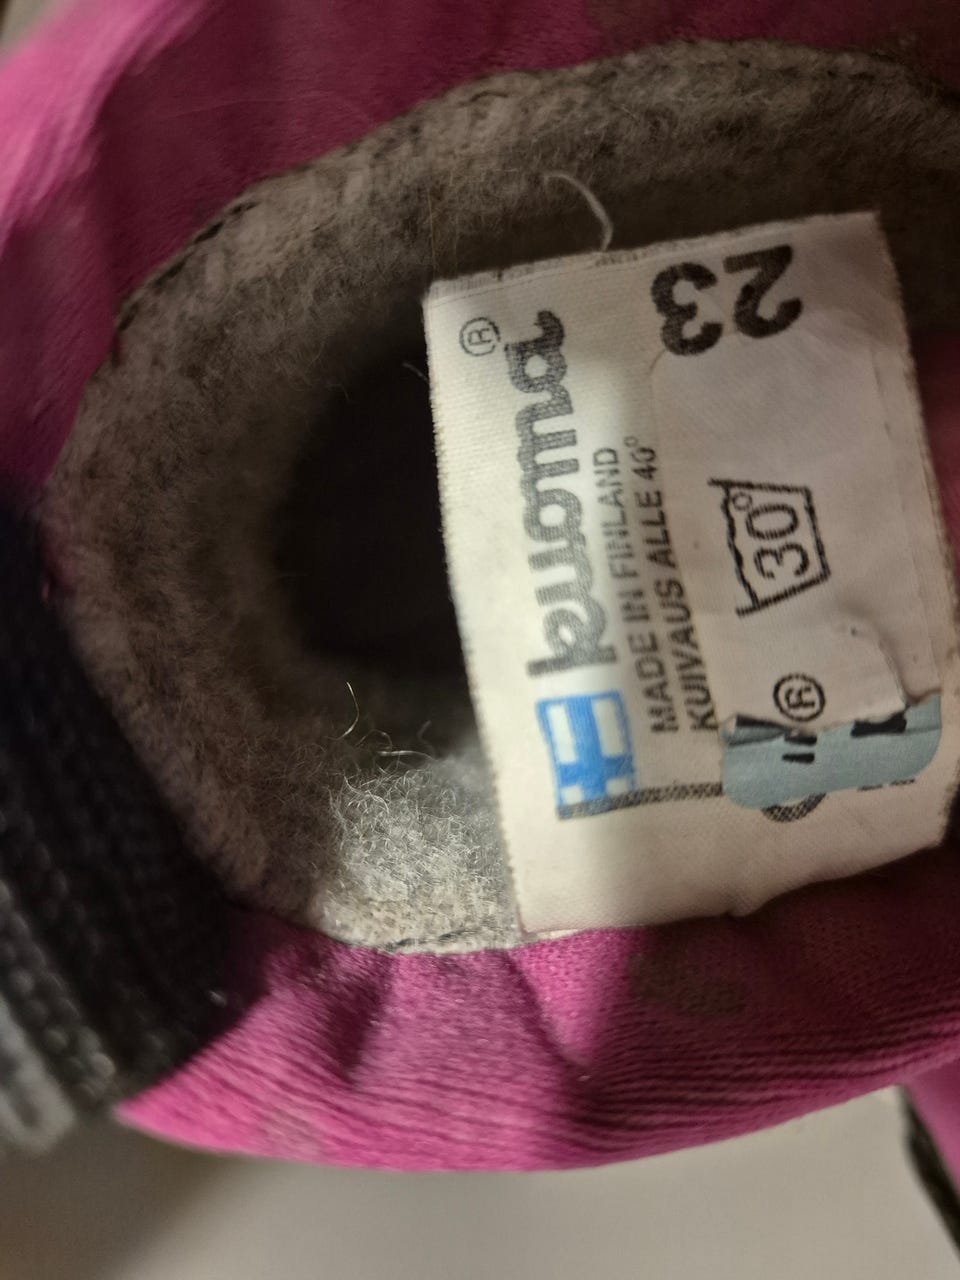 kuoma®
MADE IN FINLAND
KUIVAUS ALLE 40°
23
30°
®